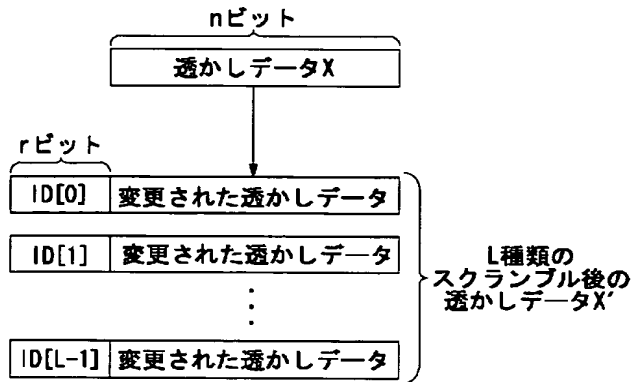 nビット
透かしデータX
rビット
ID[0] 変更された透かしデータ
ID[1] 変更された透かしデータ
⋮
ID[L-1] 変更された透かしデータ
L種類の
スクランブル後の
透かしデータX′